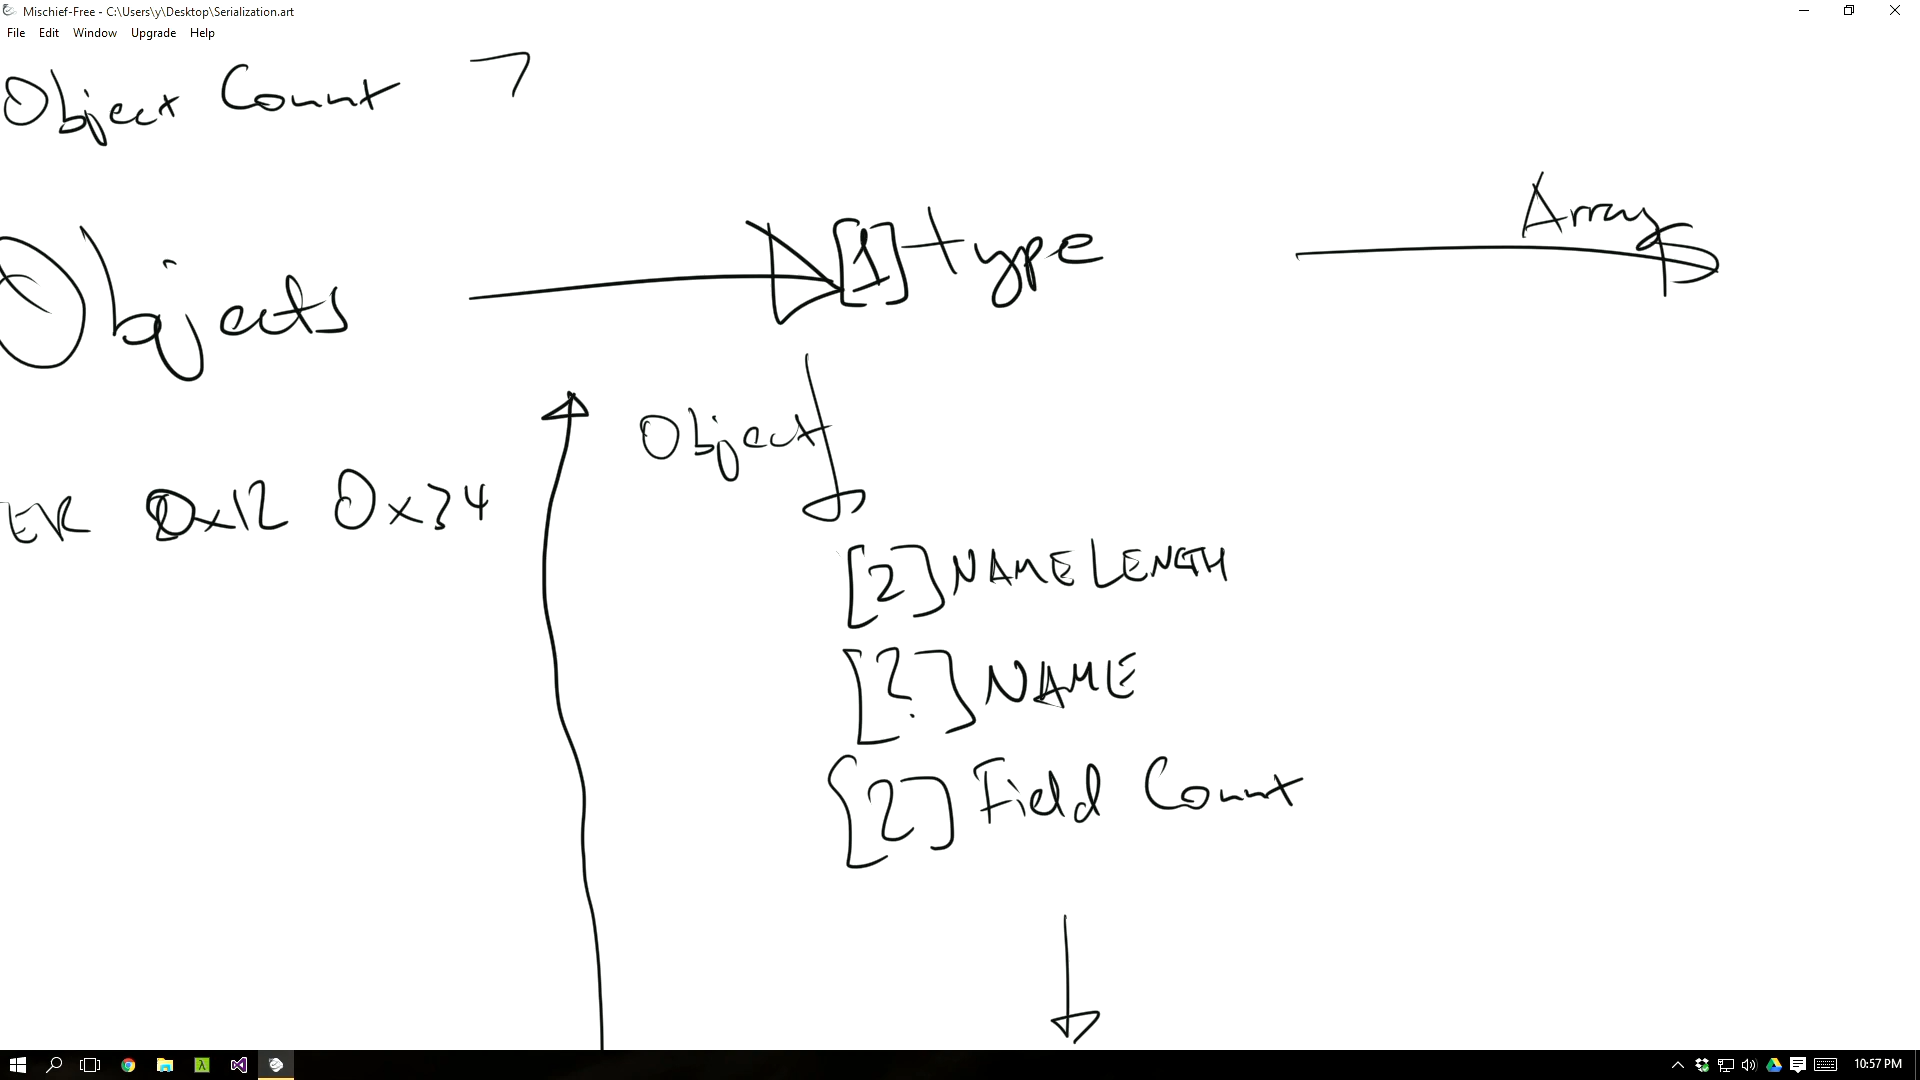 Mischief-Free - C:\Users\y\Desktop\Serialization.art
File Edit Window Upgrade Help
Object Count 7
Array
Objects [1] type
Object
ER 0x12 0x34
[2] NAME LENGTH
[?] NAME
[2] Field Count
10:57 PM